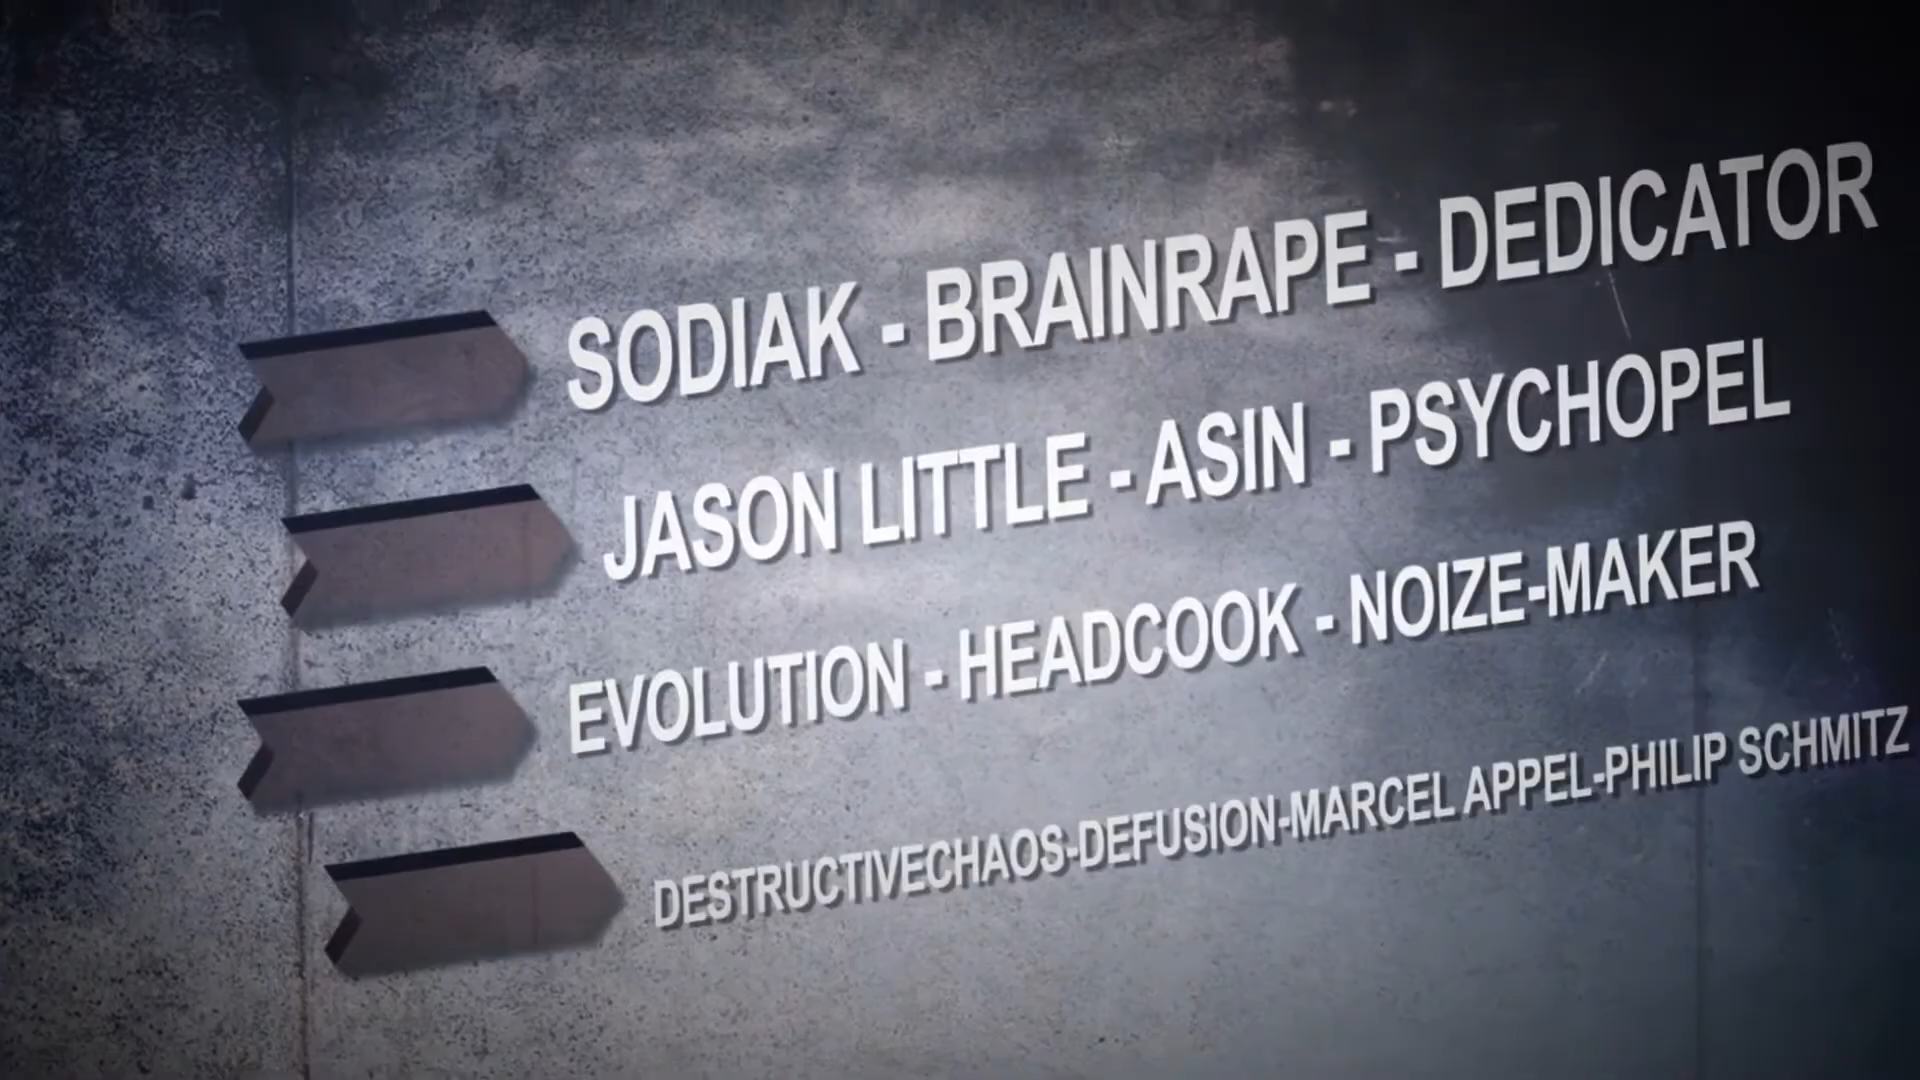 SODIAK - BRAINRAPE - DEDICATOR
JASON LITTLE - ASIN - PSYCHOPEL
EVOLUTION - HEADCOOK - NOIZE-MAKER
DESTRUCTIVECHAOS-DEFUSION-MARCEL APPEL-PHILIP SCHMITZ